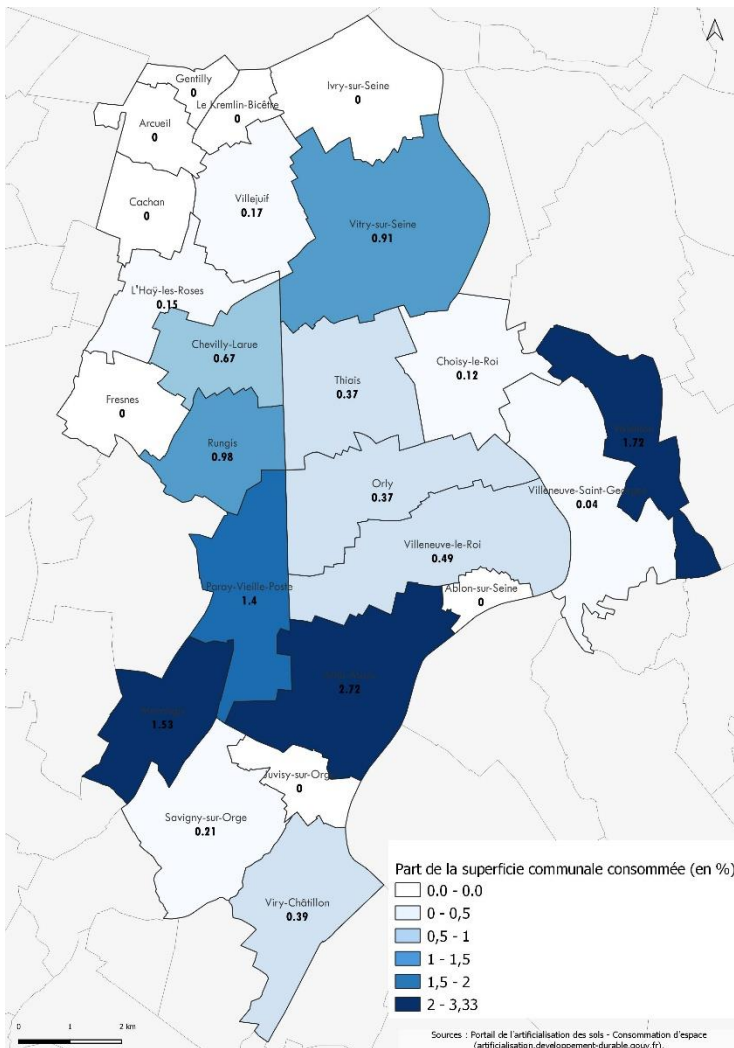 Gentilly
0
Ivry-sur-Seine
0
Le Kremlin-Bicêtre
0
Arcueil
0
Cachan
0
Villejuif
0.17
Vitry-sur-Seine
0.91
L'Haÿ-les-Roses
0.15
Chevilly-Larue
0.67
Thiais
0.37
Choisy-le-Roi
0.12
Fresnes
0
Rungis
0.98
1.72
Orly
0.37
Villeneuve-Saint-Georges
0.04
Villeneuve-le-Roi
0.49
Ablon-sur-Seine
0
Paray-Vieille-Poste
1.4
2.72
1.53
Juvisy-sur-Orge
0
Savigny-sur-Orge
0.21
Viry-Châtillon
0.39
Part de la superficie communale consommée (en %)
0.0 - 0.0
0 - 0,5
0,5 - 1
1 - 1,5
1,5 - 2
2 - 3,33
0 1 2 km
Sources : Portail de l'artificialisation des sols - Consommation d'espace
(artificialisation.developpement-durable.gouv.fr).